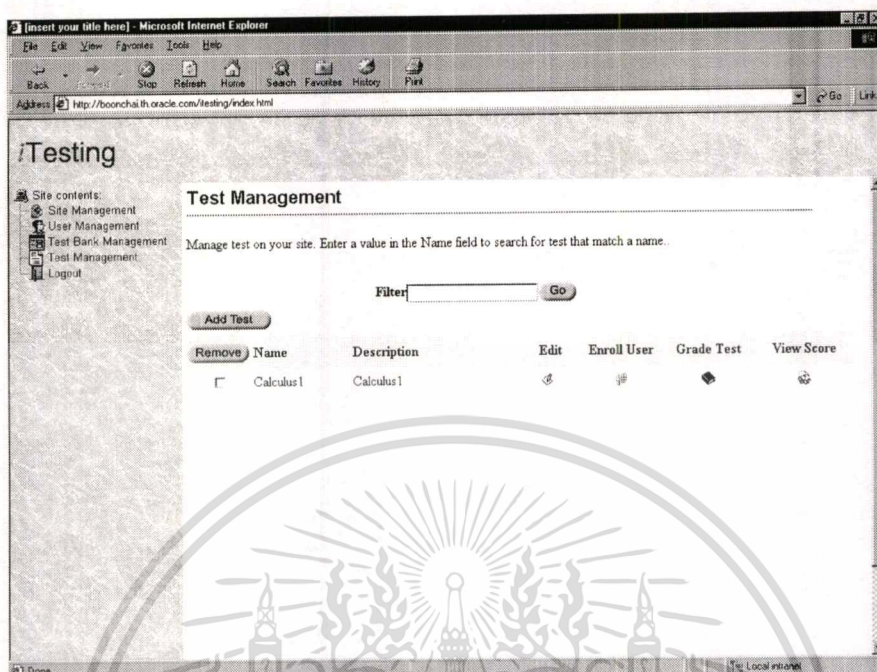 [insert your title here] - Microsoft Internet Explorer
File Edit View Favorites Tools Help
Back Forward Stop Refresh Home Search Favorites History Print
Address http://boonchai.th.oracle.com/itesting/index.html Go Link
iTesting
Site contents:
Site Management
User Management
Test Bank Management
Test Management
Logout
Test Management
Manage test on your site. Enter a value in the Name field to search for test that match a name..
Filter Go
Add Test
Remove Name Description Edit Enroll User Grade Test View Score
Calculus1 Calculus1
Done Local intranet